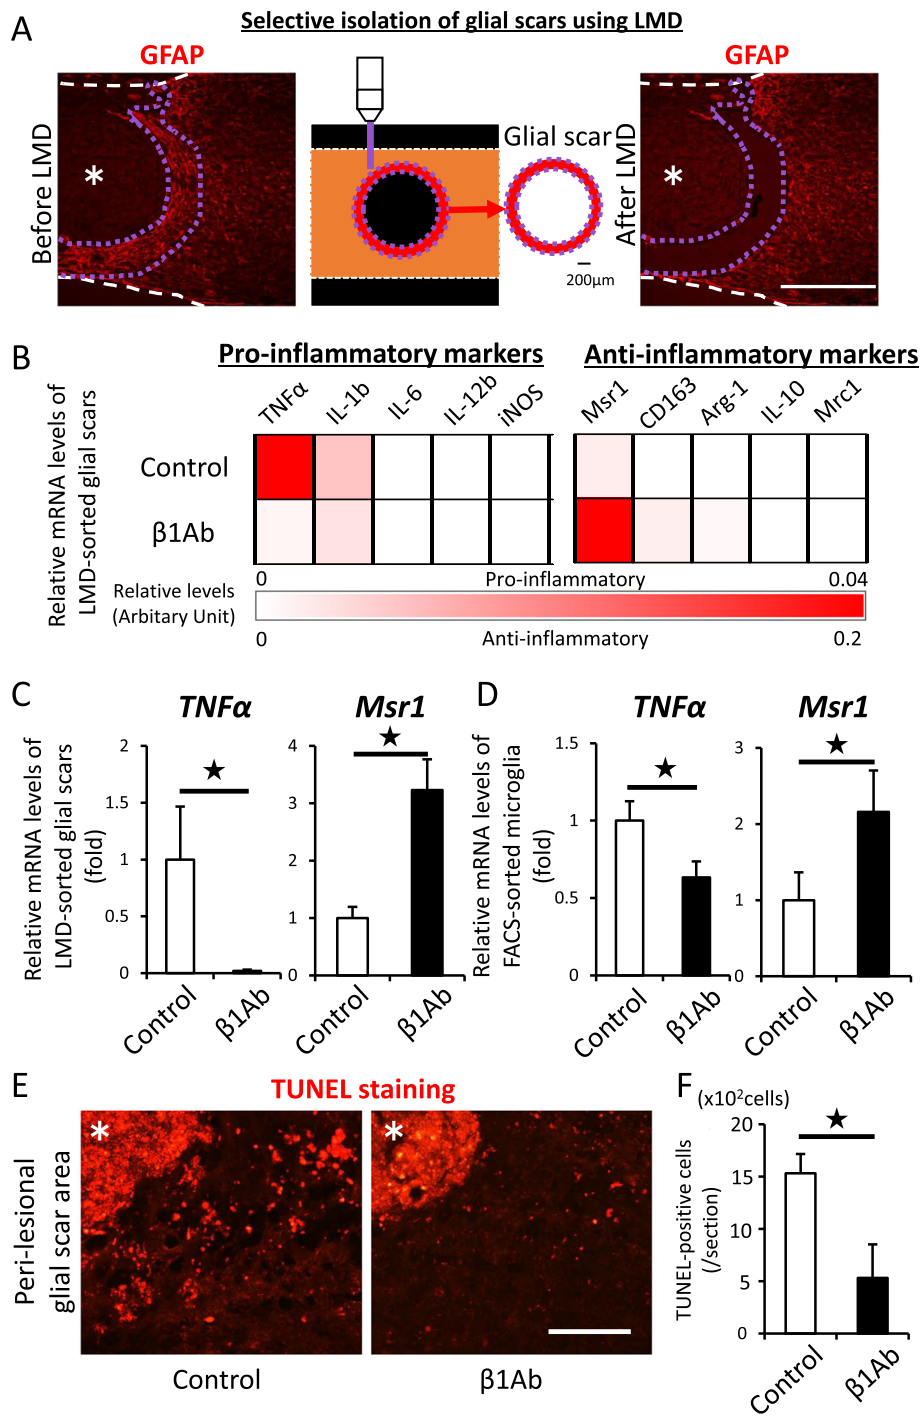 A
Selective isolation of glial scars using LMD
GFAP
GFAP
Before LMD
*
Glial scar
200μm
After LMD
*
B
Pro-inflammatory markers
Anti-inflammatory markers
Relative mRNA levels of
LMD-sorted glial scars
TNFα
IL-1b
IL-6
IL-12b
iNOS
Msr1
CD163
Arg-1
IL-10
Mrc1
Control
β1Ab
Relative levels
(Arbitary Unit)
0
Pro-inflammatory
0.04
0
Anti-inflammatory
0.2
C
TNFα
Msr1
Relative mRNA levels of
LMD-sorted glial scars
(fold)
2
1.5
1
0.5
0
★
Control
β1Ab
4
3
2
1
0
★
Control
β1Ab
D
TNFα
Msr1
Relative mRNA levels of
FACS-sorted microglia
(fold)
1.5
1
0.5
0
★
Control
β1Ab
3
2
1
0
★
Control
β1Ab
E
TUNEL staining
Peri-lesional
glial scar area
*
*
Control
β1Ab
F
(x10²cells)
TUNEL-positive cells
(/section)
20
15
10
5
0
★
Control
β1Ab